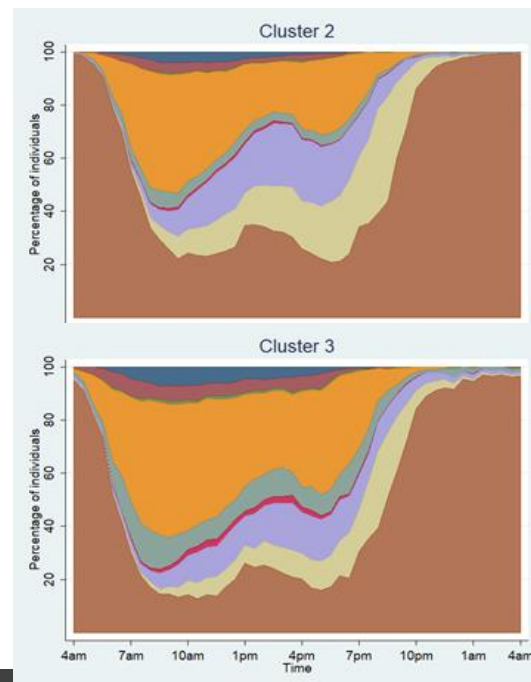 Cluster 2
Percentage of individuals
100
80
60
40
20
Cluster 3
Percentage of individuals
100
80
60
40
20
4am 7am 10am 1pm 4pm 7pm 10pm 1am 4am
Time